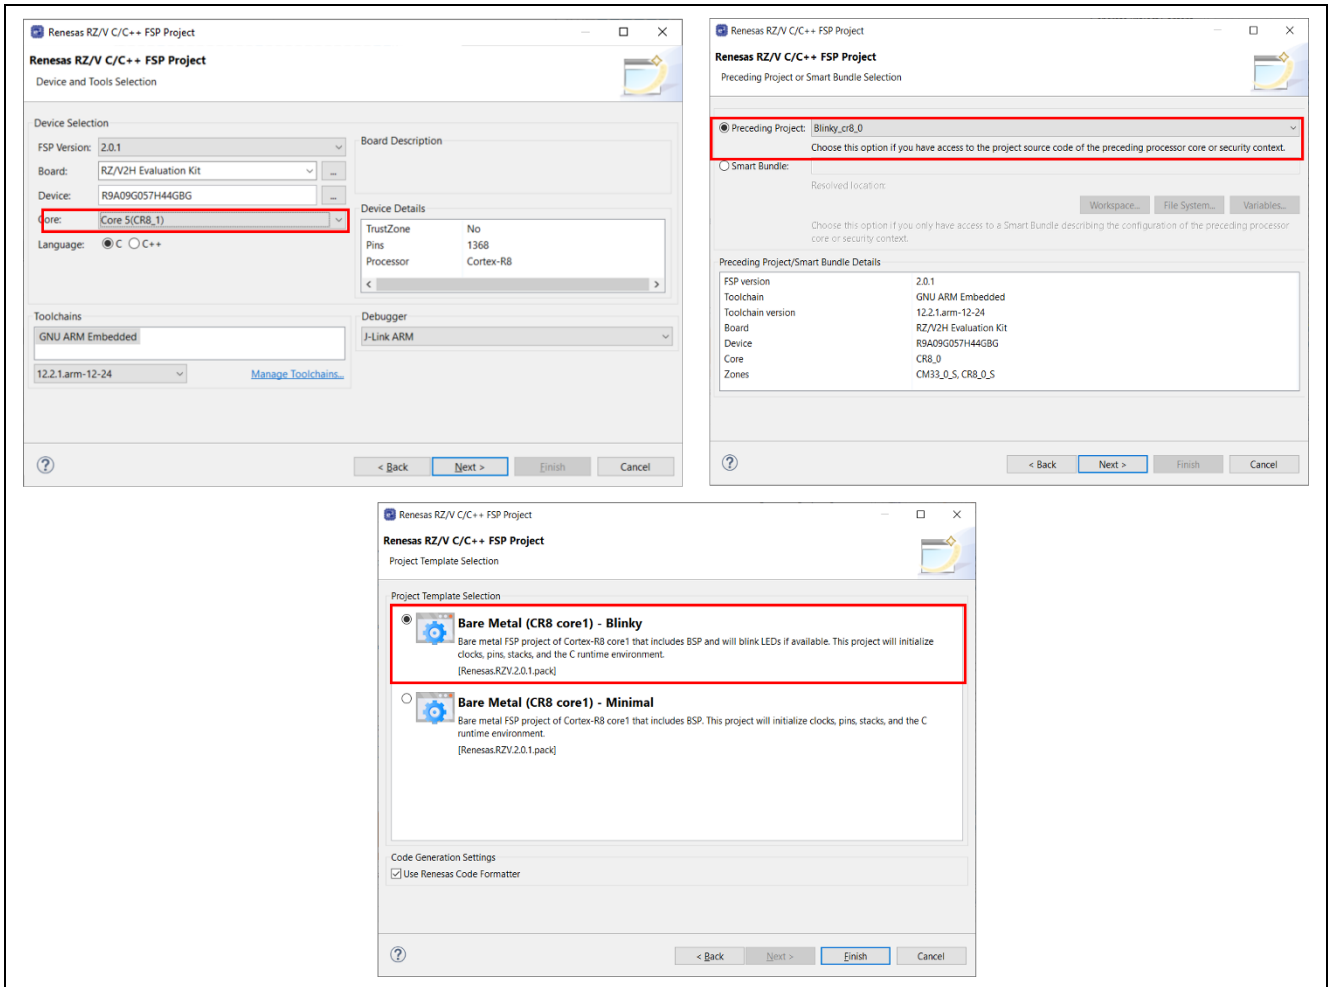 Renesas RZ/V C/C++ FSP Project
Renesas RZ/V C/C++ FSP Project
Device and Tools Selection
Device Selection
FSP Version: 2.0.1
Board: RZ/V2H Evaluation Kit ...
Device: R9A09G057H44GBG ...
Core: Core 5(CR8_1)
Language: C C++
Board Description
Device Details
TrustZone No
Pins 1368
Processor Cortex-R8
Toolchains
GNU ARM Embedded
12.2.1.arm-12-24 Manage Toolchains...
Debugger
J-Link ARM
? < Back Next > Finish Cancel
Renesas RZ/V C/C++ FSP Project
Renesas RZ/V C/C++ FSP Project
Preceding Project or Smart Bundle Selection
Preceding Project: Blinky_cr8_0
Choose this option if you have access to the project source code of the preceding processor core or security context.
Smart Bundle:
Resolved location:
Workspace... File System... Variables...
Choose this option if you only have access to a Smart Bundle describing the configuration of the preceding processor
core or security context.
Preceding Project/Smart Bundle Details
FSP version 2.0.1
Toolchain GNU ARM Embedded
Toolchain version 12.2.1.arm-12-24
Board RZ/V2H Evaluation Kit
Device R9A09G057H44GBG
Core CR8_0
Zones CM33_0_S, CR8_0_S
? < Back Next > Finish Cancel
Renesas RZ/V C/C++ FSP Project
Renesas RZ/V C/C++ FSP Project
Project Template Selection
Project Template Selection
Bare Metal (CR8 core1) - Blinky
Bare metal FSP project of Cortex-R8 core1 that includes BSP and will blink LEDs if available. This project will initialize
clocks, pins, stacks, and the C runtime environment.
[Renesas.RZV.2.0.1.pack]
Bare Metal (CR8 core1) - Minimal
Bare metal FSP project of Cortex-R8 core1 that includes BSP. This project will initialize clocks, pins, stacks, and the C
runtime environment.
[Renesas.RZV.2.0.1.pack]
Code Generation Settings
Use Renesas Code Formatter
? < Back Next > Finish Cancel